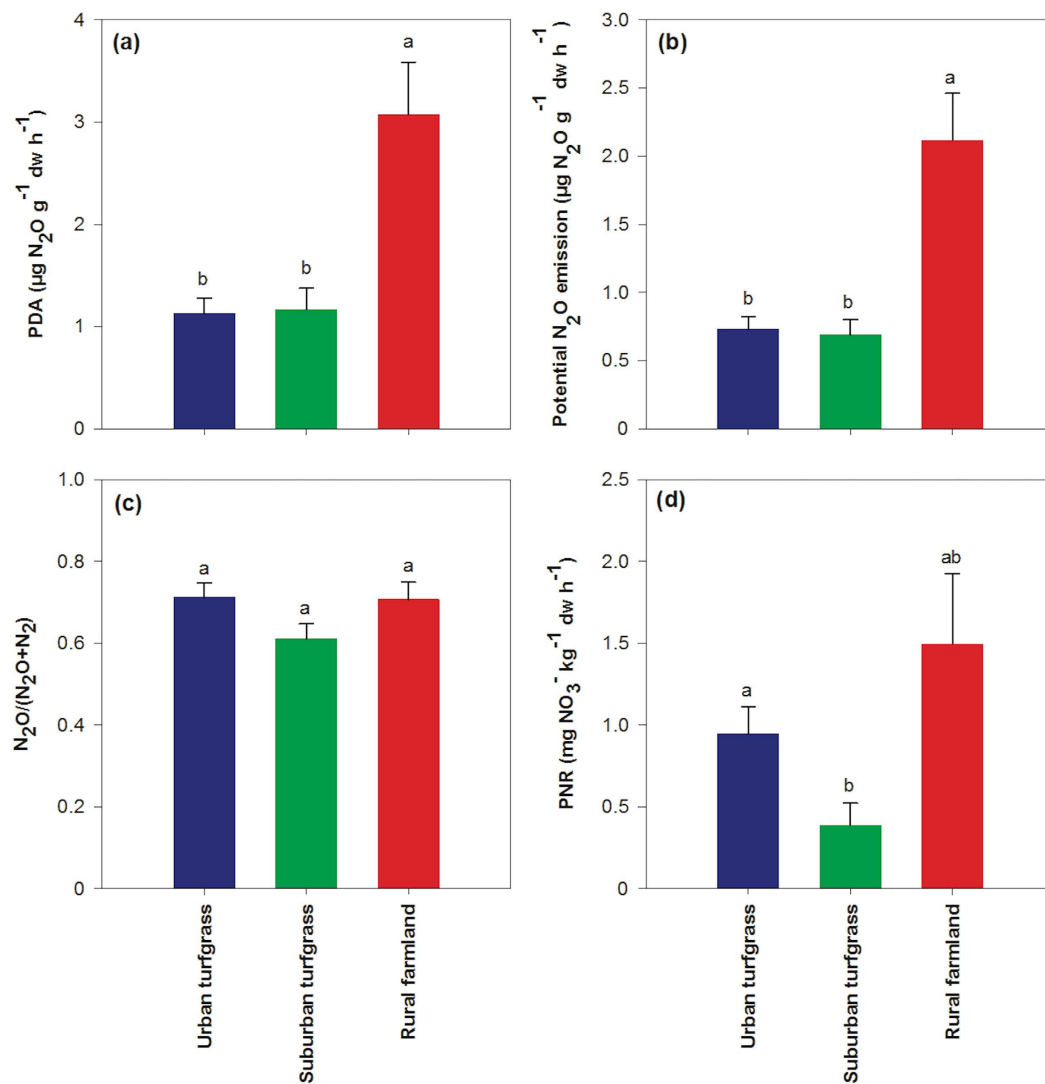 (a)
PDA (µg N2O g-1 dw h-1)
4
3
2
1
0
b
b
a
(b)
Potential N2O emission (µg N2O g-1 dw h-1)
3.0
2.5
2.0
1.5
1.0
0.5
0
b
b
a
(c)
N2O/(N2O+N2)
1.0
0.8
0.6
0.4
0.2
0
a
a
a
Urban turfgrass
Suburban turfgrass
Rural farmland
(d)
PNR (mg NO3- kg-1 dw h-1)
2.5
2.0
1.5
1.0
0.5
0
a
b
ab
Urban turfgrass
Suburban turfgrass
Rural farmland